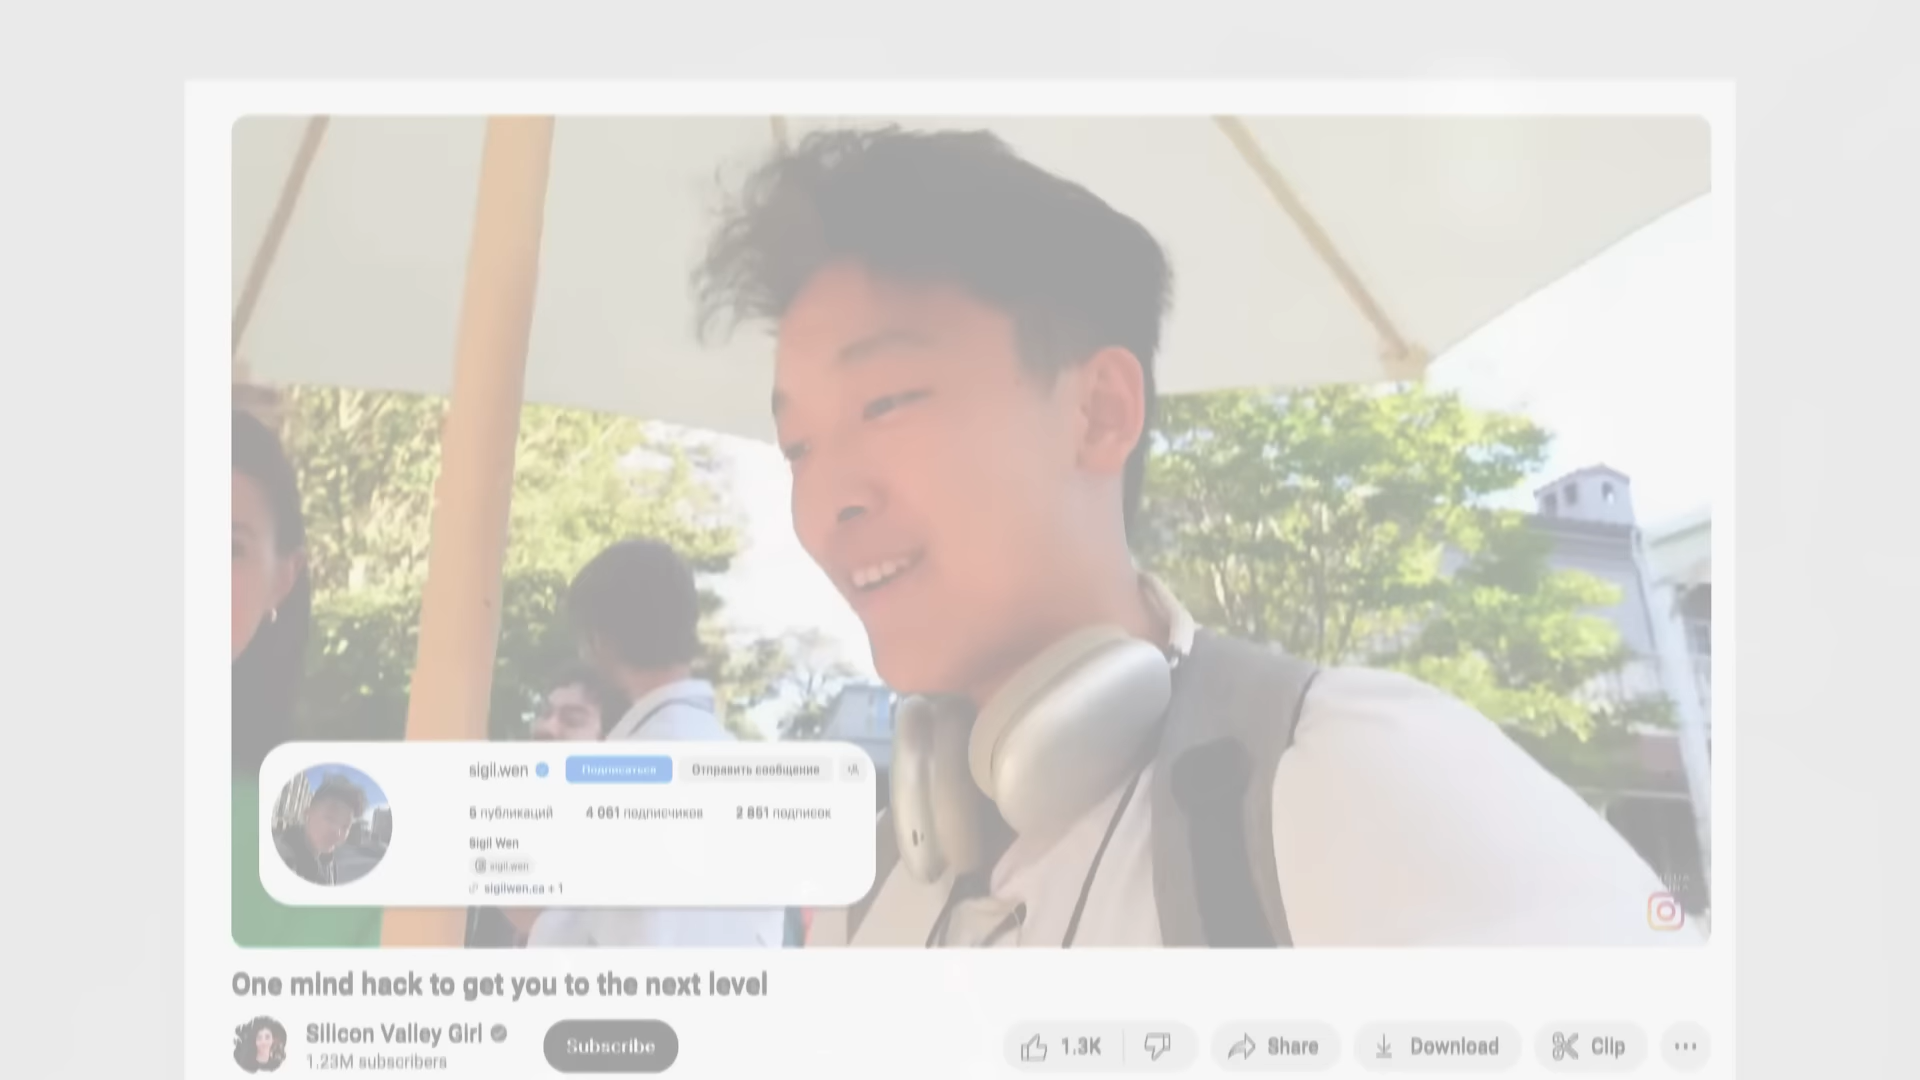 sigil.wen
Подписаться
Отправить сообщение
5 публикаций
4 061 подписчиков
2 851 подписок
Sigil Wen
sigil.wen
sigilwen.ca + 1
One mind hack to get you to the next level
Silicon Valley Girl
1.23M subscribers
Subscribe
1.3K
Share
Download
Clip